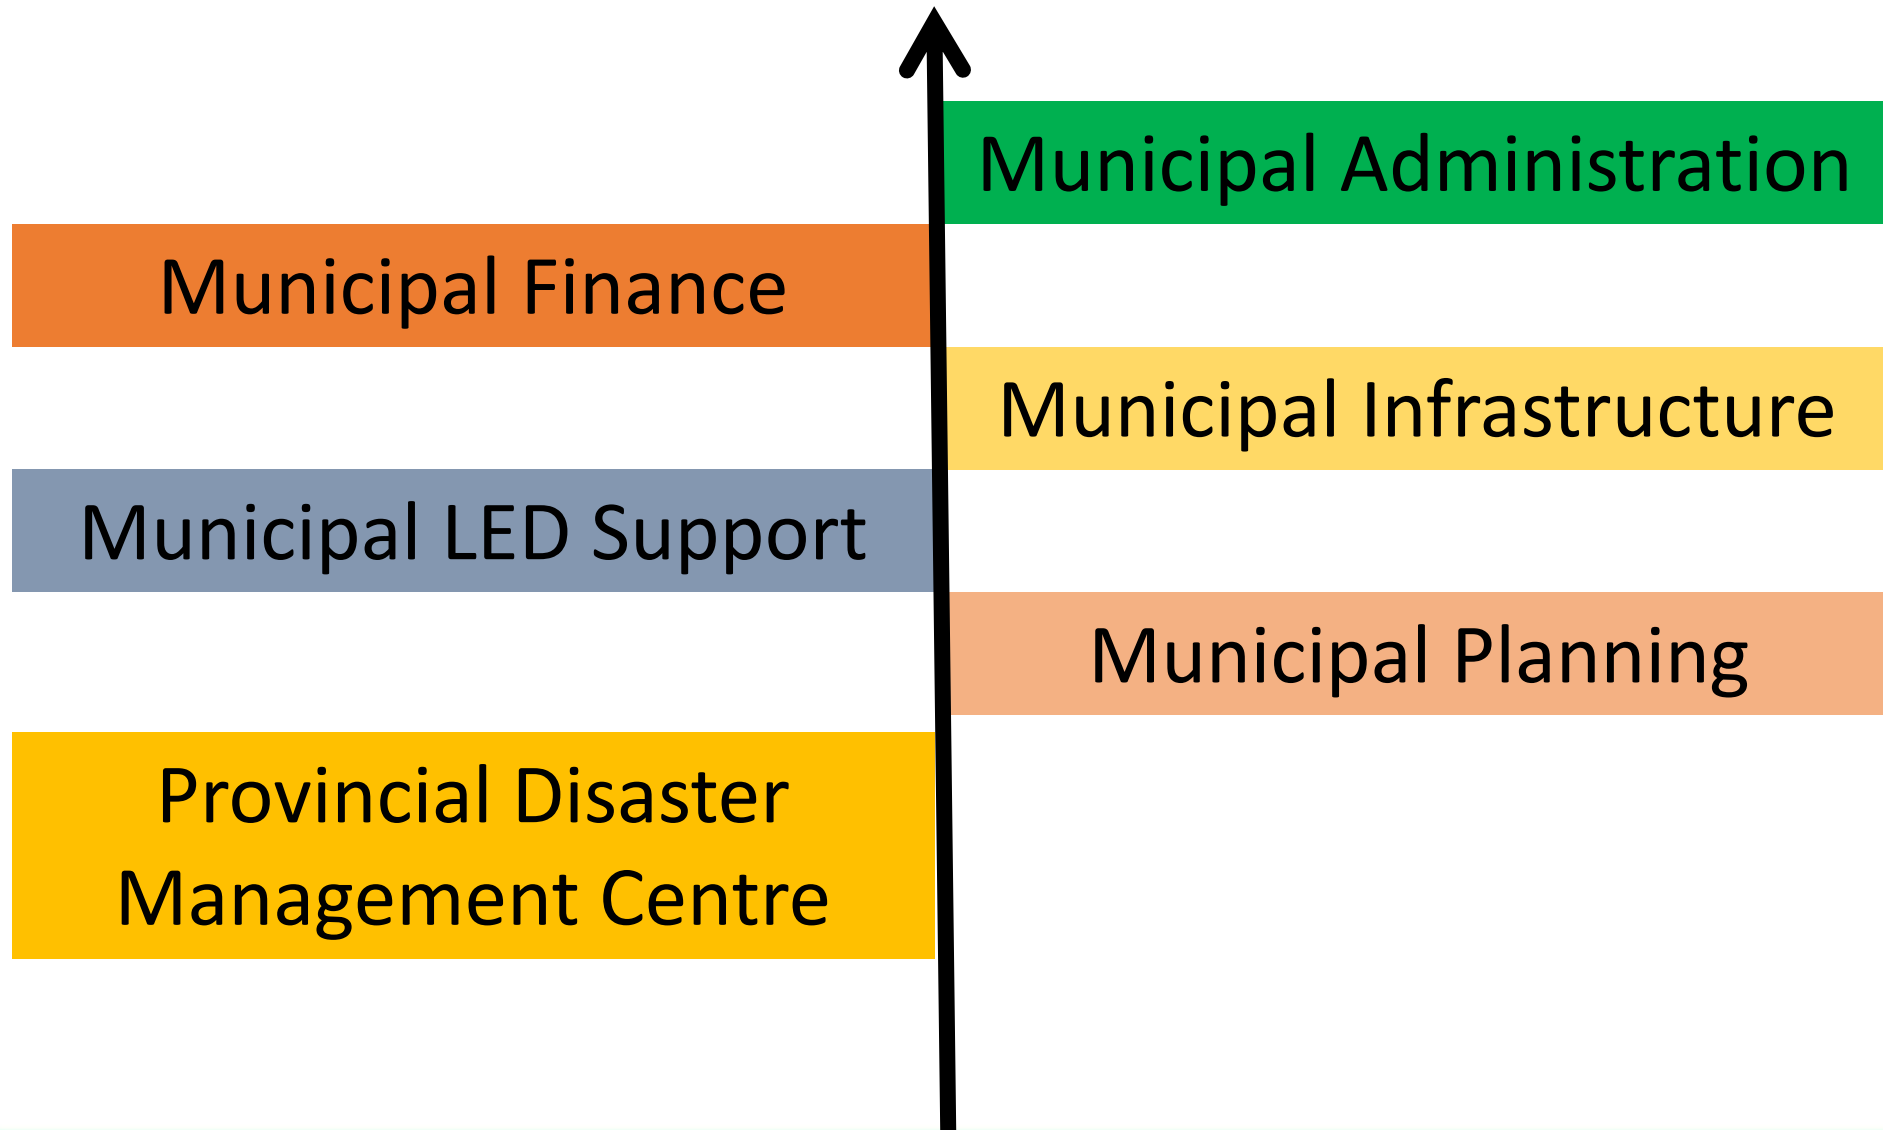 Municipal Administration
Municipal Finance
Municipal Infrastructure
Municipal LED Support
Municipal Planning
Provincial Disaster
Management Centre